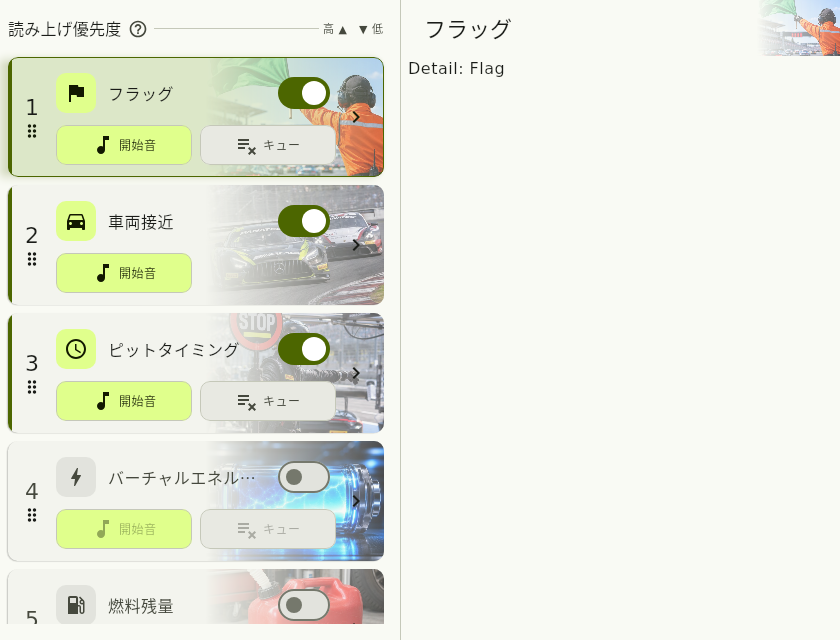 読み上げ優先度
高 ▲ ▼ 低
1
フラッグ
開始音
キュー
2
車両接近
開始音
3
STOP
ピットタイミング
開始音
キュー
4
バーチャルエネル…
開始音
キュー
5
燃料残量
フラッグ
Detail: Flag